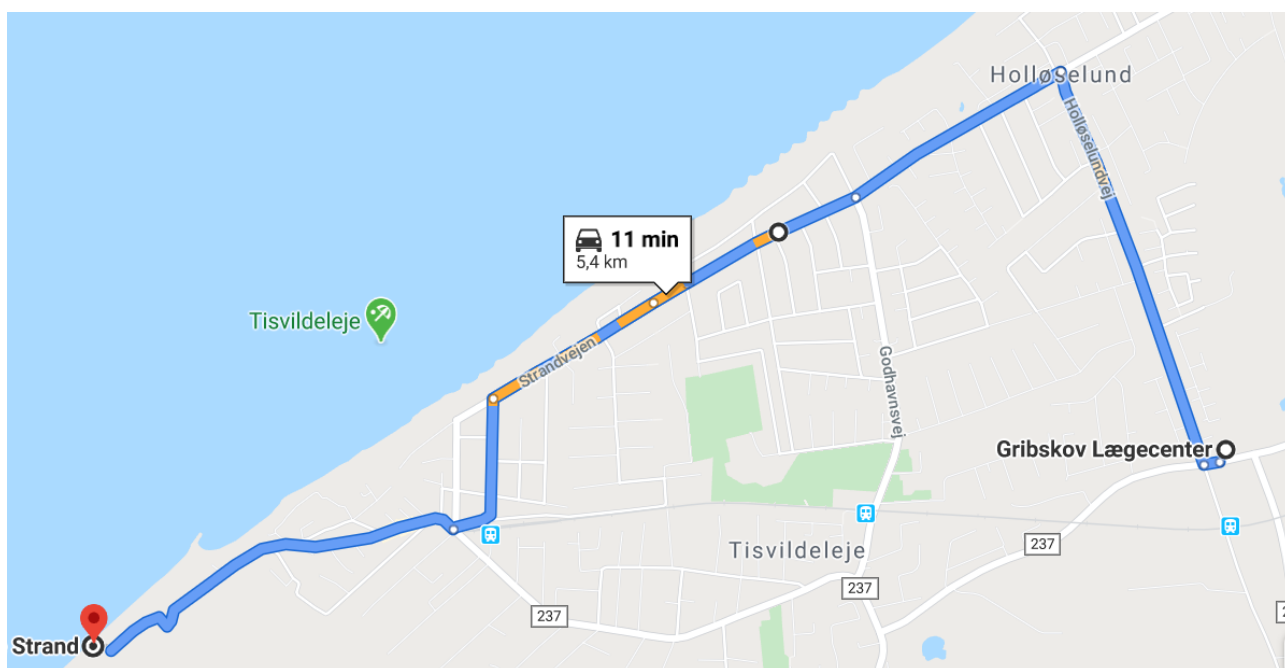 Holløselund
Holløselundvej
11 min
5,4 km
Tisvildeleje
Strandvejen
Godhavnsvej
Gribskov Lægecenter
237
Tisvildeleje
237
237
Strand